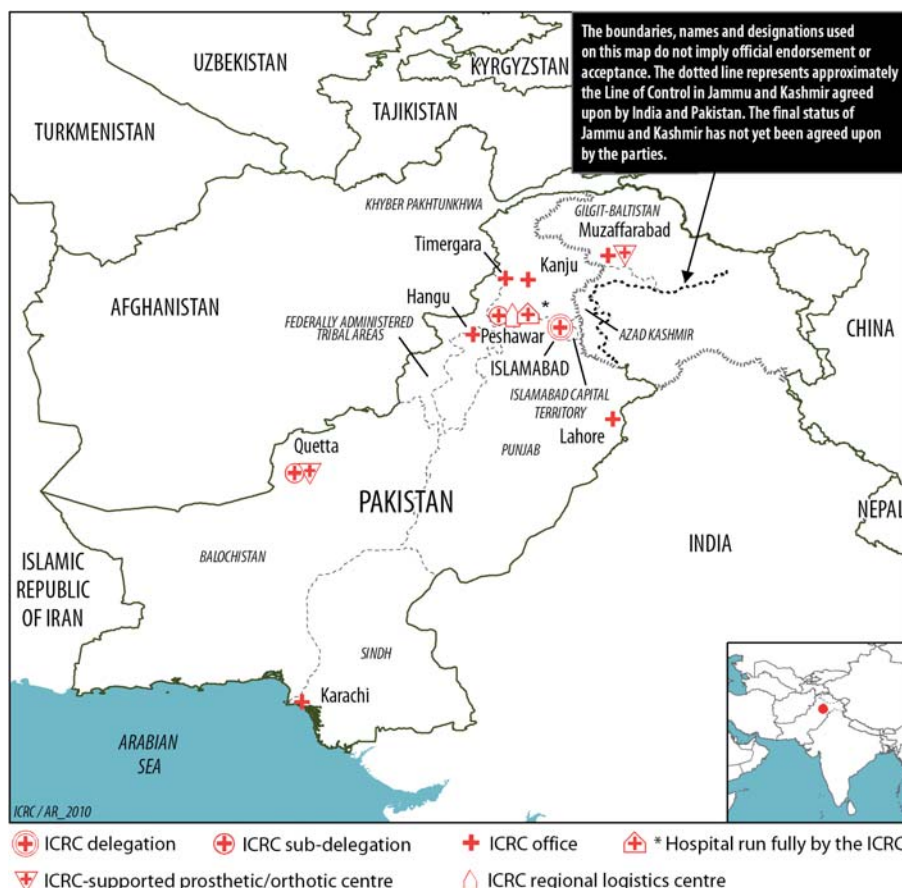 The boundaries, names and designations used
on this map do not imply official endorsement or
acceptance. The dotted line represents approximately
the Line of Control in Jammu and Kashmir agreed
upon by India and Pakistan. The final status of
Jammu and Kashmir has not yet been agreed upon
by the parties.
UZBEKISTAN
KYRGYZSTAN
TAJIKISTAN
TURKMENISTAN
KHYBER PAKHTUNKHWA
GILGIT-BALTISTAN
Muzaffarabad
Timergara
Kanju
AFGHANISTAN
Hangu
FEDERALLY ADMINISTERED
TRIBAL AREAS
*
Peshawar
AZAD KASHMIR
CHINA
ISLAMABAD
ISLAMABAD CAPITAL
TERRITORY
Lahore
PUNJAB
Quetta
PAKISTAN
NEPAL
INDIA
BALOCHISTAN
ISLAMIC
REPUBLIC
OF IRAN
SINDH
Karachi
ARABIAN
SEA
ICRC / AR_2010
ICRC delegation
ICRC sub-delegation
ICRC office
* Hospital run fully by the ICRC
ICRC-supported prosthetic/orthotic centre
ICRC regional logistics centre